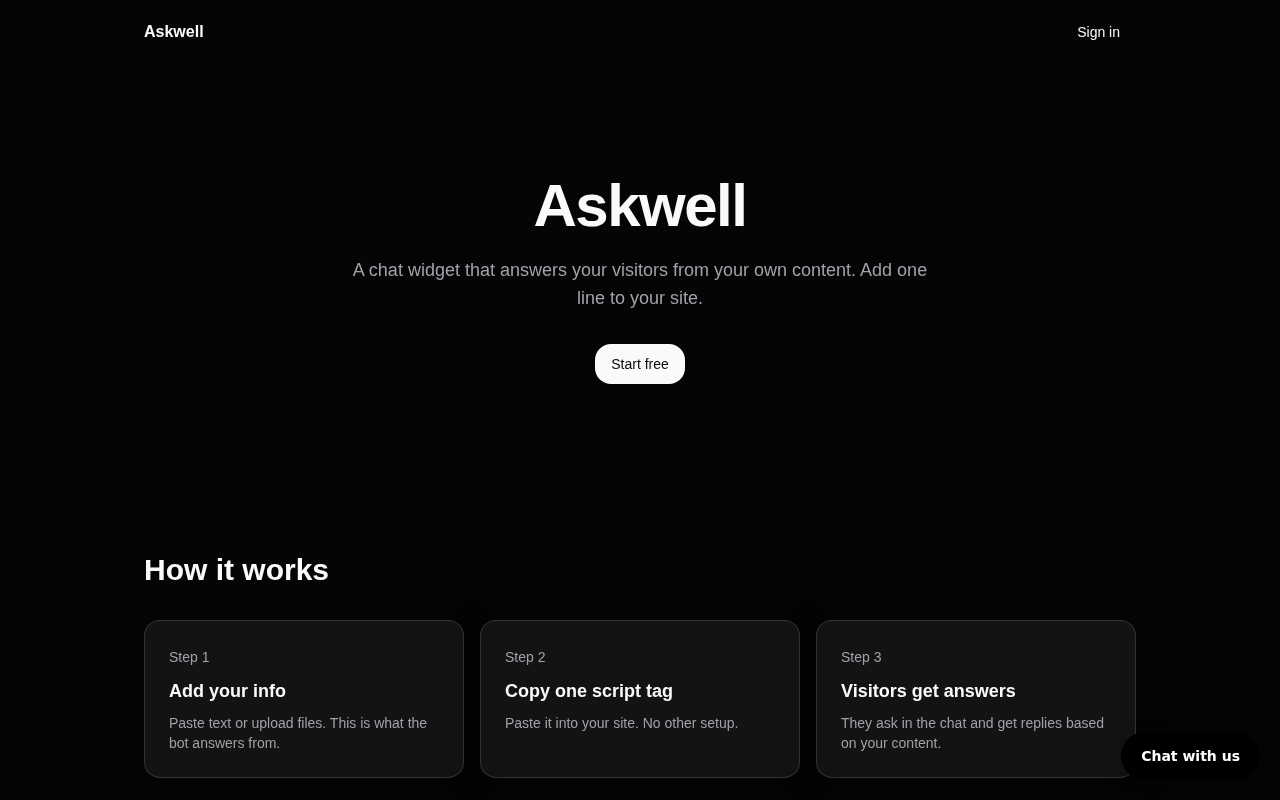 Askwell
Sign in
Askwell
A chat widget that answers your visitors from your own content. Add one
line to your site.
Start free
How it works
Step 1
Add your info
Paste text or upload files. This is what the
bot answers from.
Step 2
Copy one script tag
Paste it into your site. No other setup.
Step 3
Visitors get answers
They ask in the chat and get replies based
on your content.
Chat with us